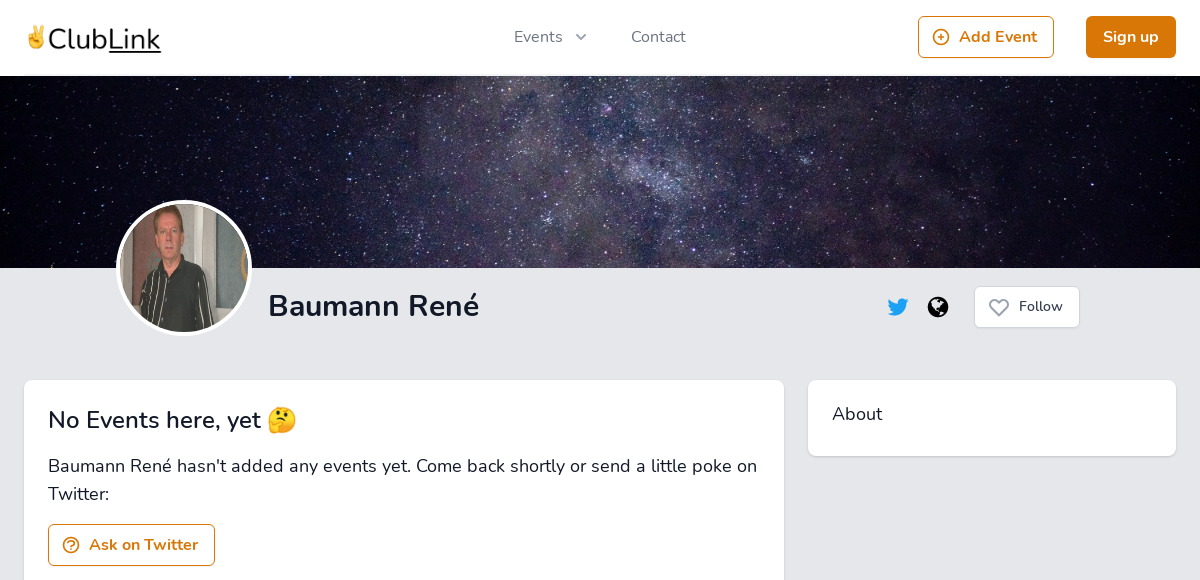 ✌ClubLink
Events
Contact
Add Event
Sign up
Baumann René
Follow
No Events here, yet 🤔
Baumann René hasn't added any events yet. Come back shortly or send a little poke on
Twitter:
Ask on Twitter
About